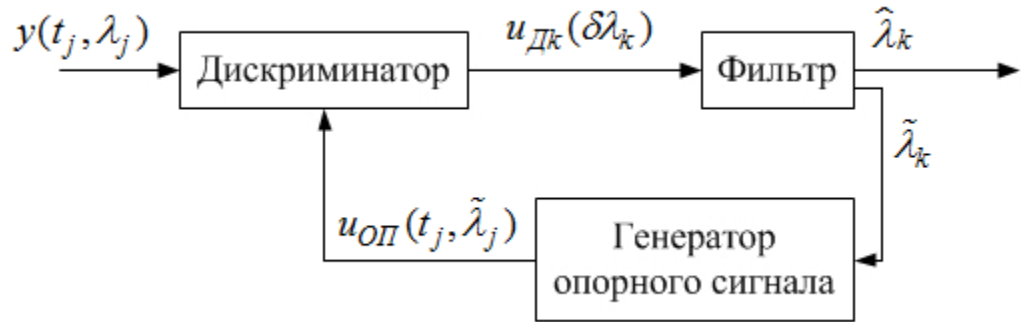 y(t_j, λ_j)
Дискриминатор
u_Дk(δλ_k)
Фильтр
λ̂_k
λ̃_k
u_ОП(t_j, λ̃_j)
Генератор
опорного сигнала